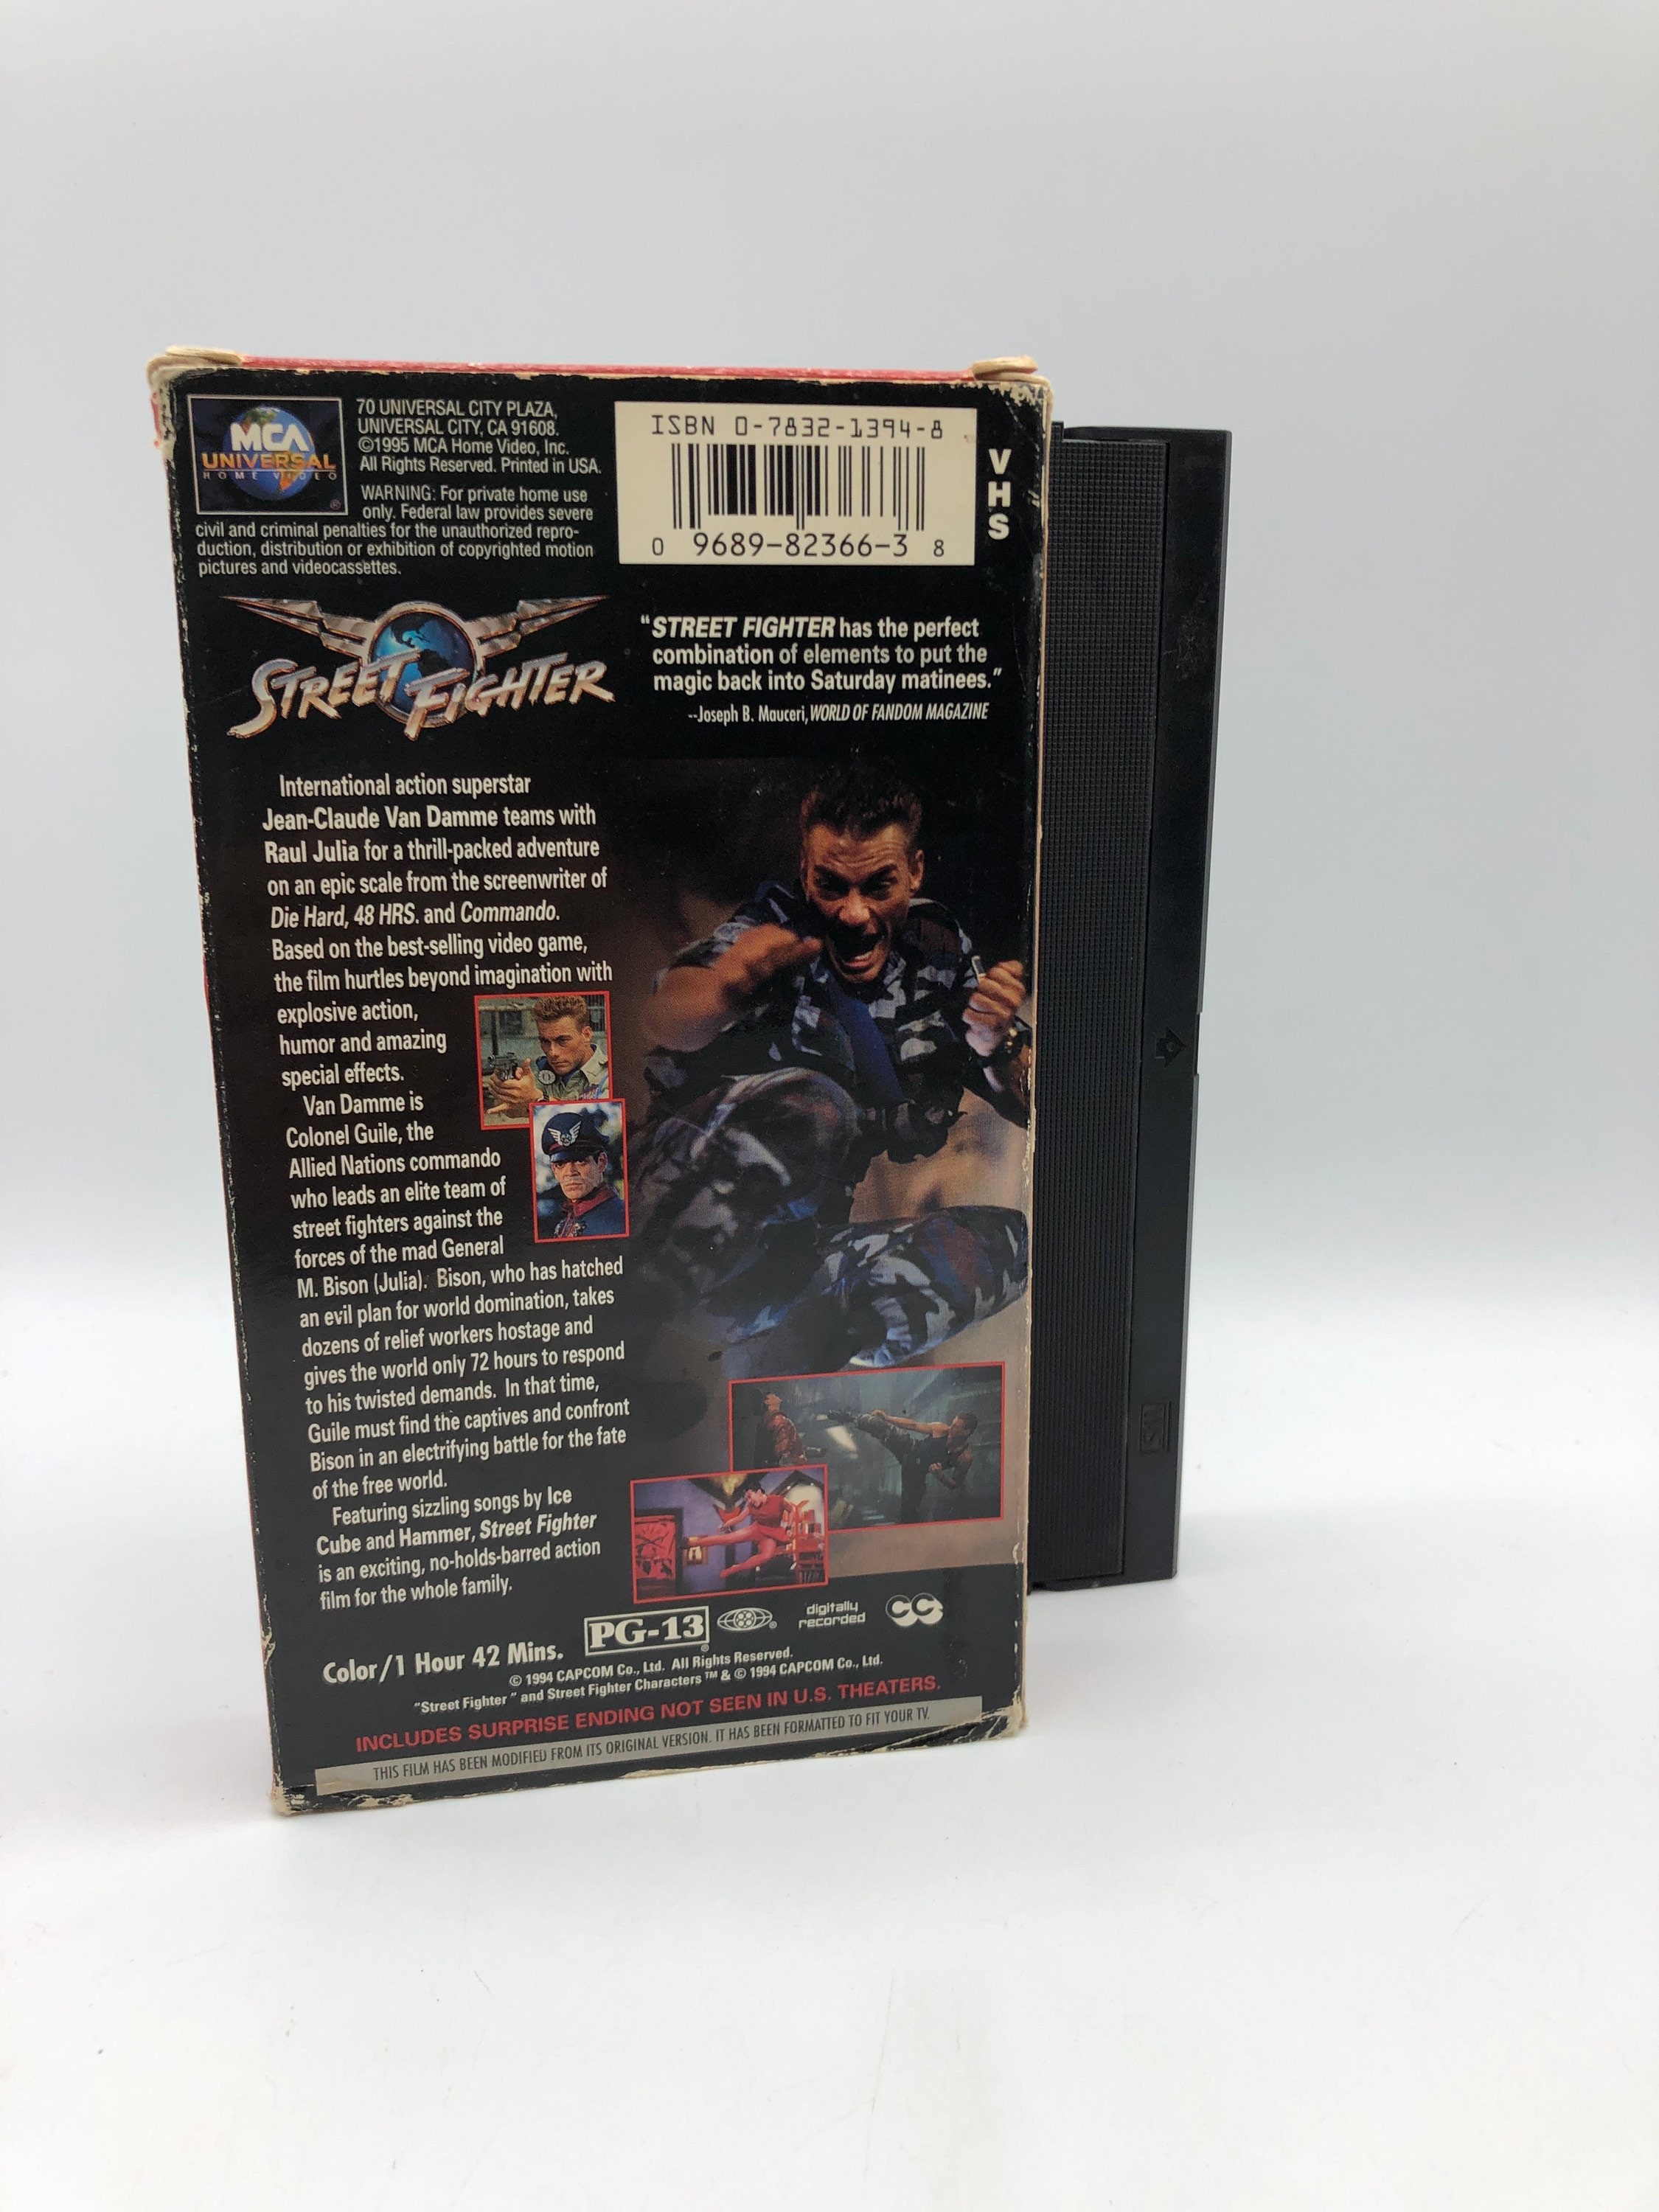 MCA
UNIVERSAL
HOME VIDEO
70 UNIVERSAL CITY PLAZA,
UNIVERSAL CITY, CA 91608.
©1995 MCA Home Video, Inc.
All Rights Reserved. Printed in USA.
WARNING: For private home use
only. Federal law provides severe
civil and criminal penalties for the unauthorized repro-
duction, distribution or exhibition of copyrighted motion
pictures and videocassettes.
ISBN 0-7832-1394-8
0 9689-82366-3 8
VHS
STREET FIGHTER
"STREET FIGHTER has the perfect
combination of elements to put the
magic back into Saturday matinees."
--Joseph B. Mauceri, WORLD OF FANDOM MAGAZINE
International action superstar
Jean-Claude Van Damme teams with
Raul Julia for a thrill-packed adventure
on an epic scale from the screenwriter of
Die Hard, 48 HRS. and Commando.
Based on the best-selling video game,
the film hurtles beyond imagination with
explosive action,
humor and amazing
special effects.
Van Damme is
Colonel Guile, the
Allied Nations commando
who leads an elite team of
street fighters against the
forces of the mad General
M. Bison (Julia). Bison, who has hatched
an evil plan for world domination, takes
dozens of relief workers hostage and
gives the world only 72 hours to respond
to his twisted demands. In that time,
Guile must find the captives and confront
Bison in an electrifying battle for the fate
of the free world.
Featuring sizzling songs by Ice
Cube and Hammer, Street Fighter
is an exciting, no-holds-barred action
film for the whole family.
Color/1 Hour 42 Mins.
PG-13
®
digitally
recorded
CC
© 1994 CAPCOM Co., Ltd. All Rights Reserved.
"Street Fighter" and Street Fighter Characters ™ & © 1994 CAPCOM Co., Ltd.
INCLUDES SURPRISE ENDING NOT SEEN IN U.S. THEATERS.
THIS FILM HAS BEEN MODIFIED FROM ITS ORIGINAL VERSION. IT HAS BEEN FORMATTED TO FIT YOUR TV.